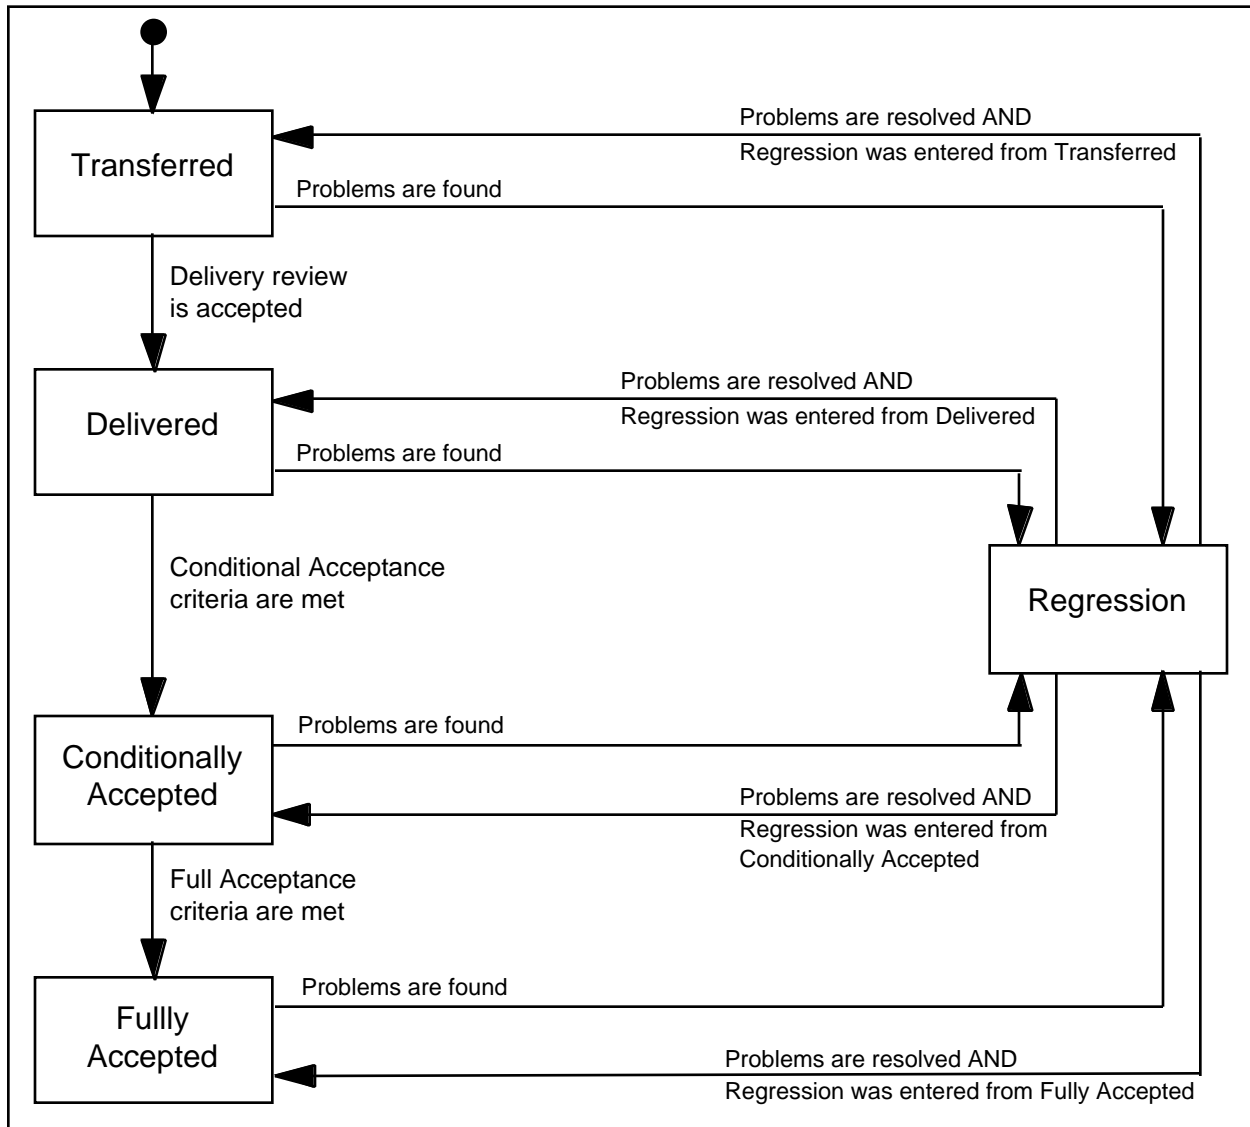 Problems are resolved AND
Regression was entered from Transferred
Transferred
Problems are found
Delivery review
is accepted
Problems are resolved AND
Regression was entered from Delivered
Delivered
Problems are found
Conditional Acceptance
criteria are met
Regression
Problems are found
Conditionally
Accepted
Problems are resolved AND
Regression was entered from
Conditionally Accepted
Full Acceptance
criteria are met
Problems are found
Fullly
Accepted
Problems are resolved AND
Regression was entered from Fully Accepted